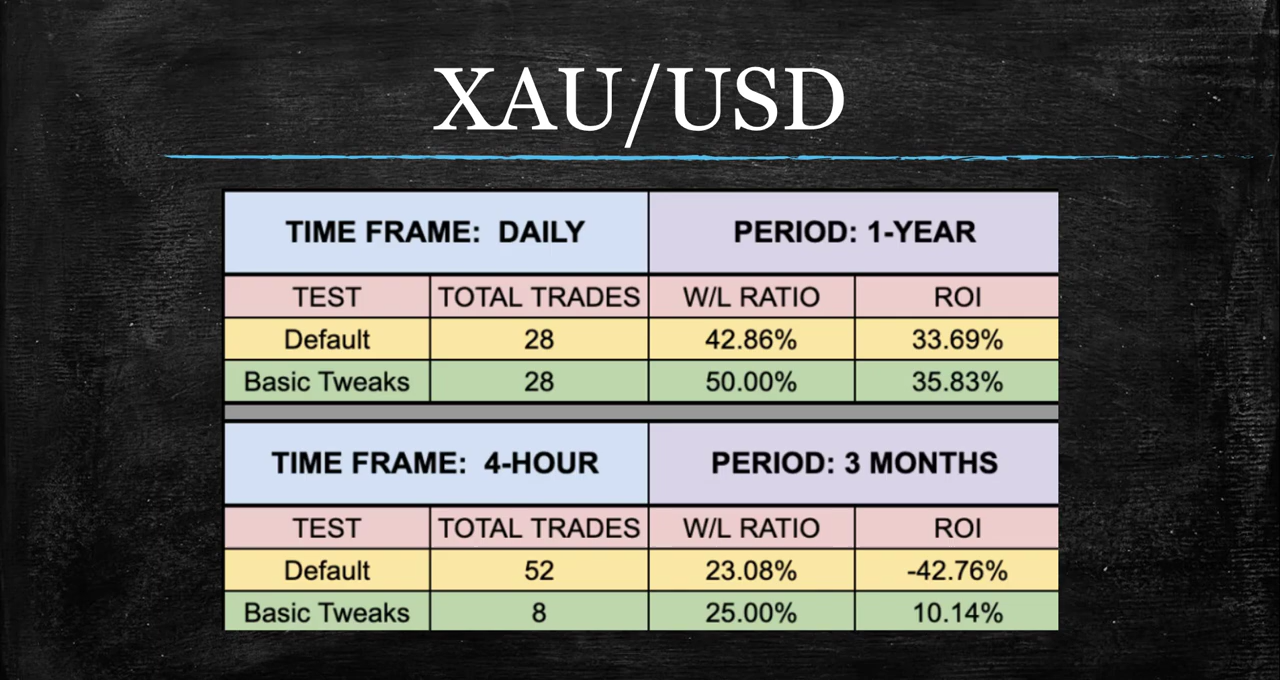 XAU/USD
TIME FRAME: DAILY PERIOD: 1-YEAR
TEST TOTAL TRADES W/L RATIO ROI
Default 28 42.86% 33.69%
Basic Tweaks 28 50.00% 35.83%
TIME FRAME: 4-HOUR PERIOD: 3 MONTHS
TEST TOTAL TRADES W/L RATIO ROI
Default 52 23.08% -42.76%
Basic Tweaks 8 25.00% 10.14%